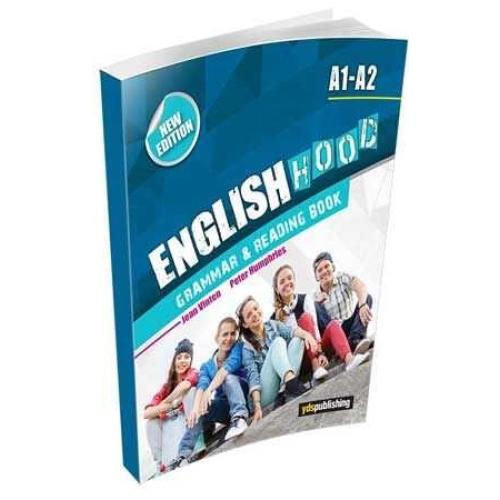 A1-A2
NEW
EDITION
ENGLISH HOOD
GRAMMAR & READING BOOK
Jean Vinten Peter Humphries
ydspublishing